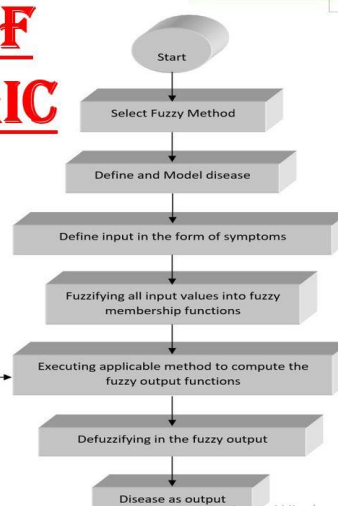 F
IC
Start
Select Fuzzy Method
Define and Model disease
Define input in the form of symptoms
Fuzzifying all input values into fuzzy
membership functions
Executing applicable method to compute the
fuzzy output functions
Defuzzifying in the fuzzy output
Disease as output